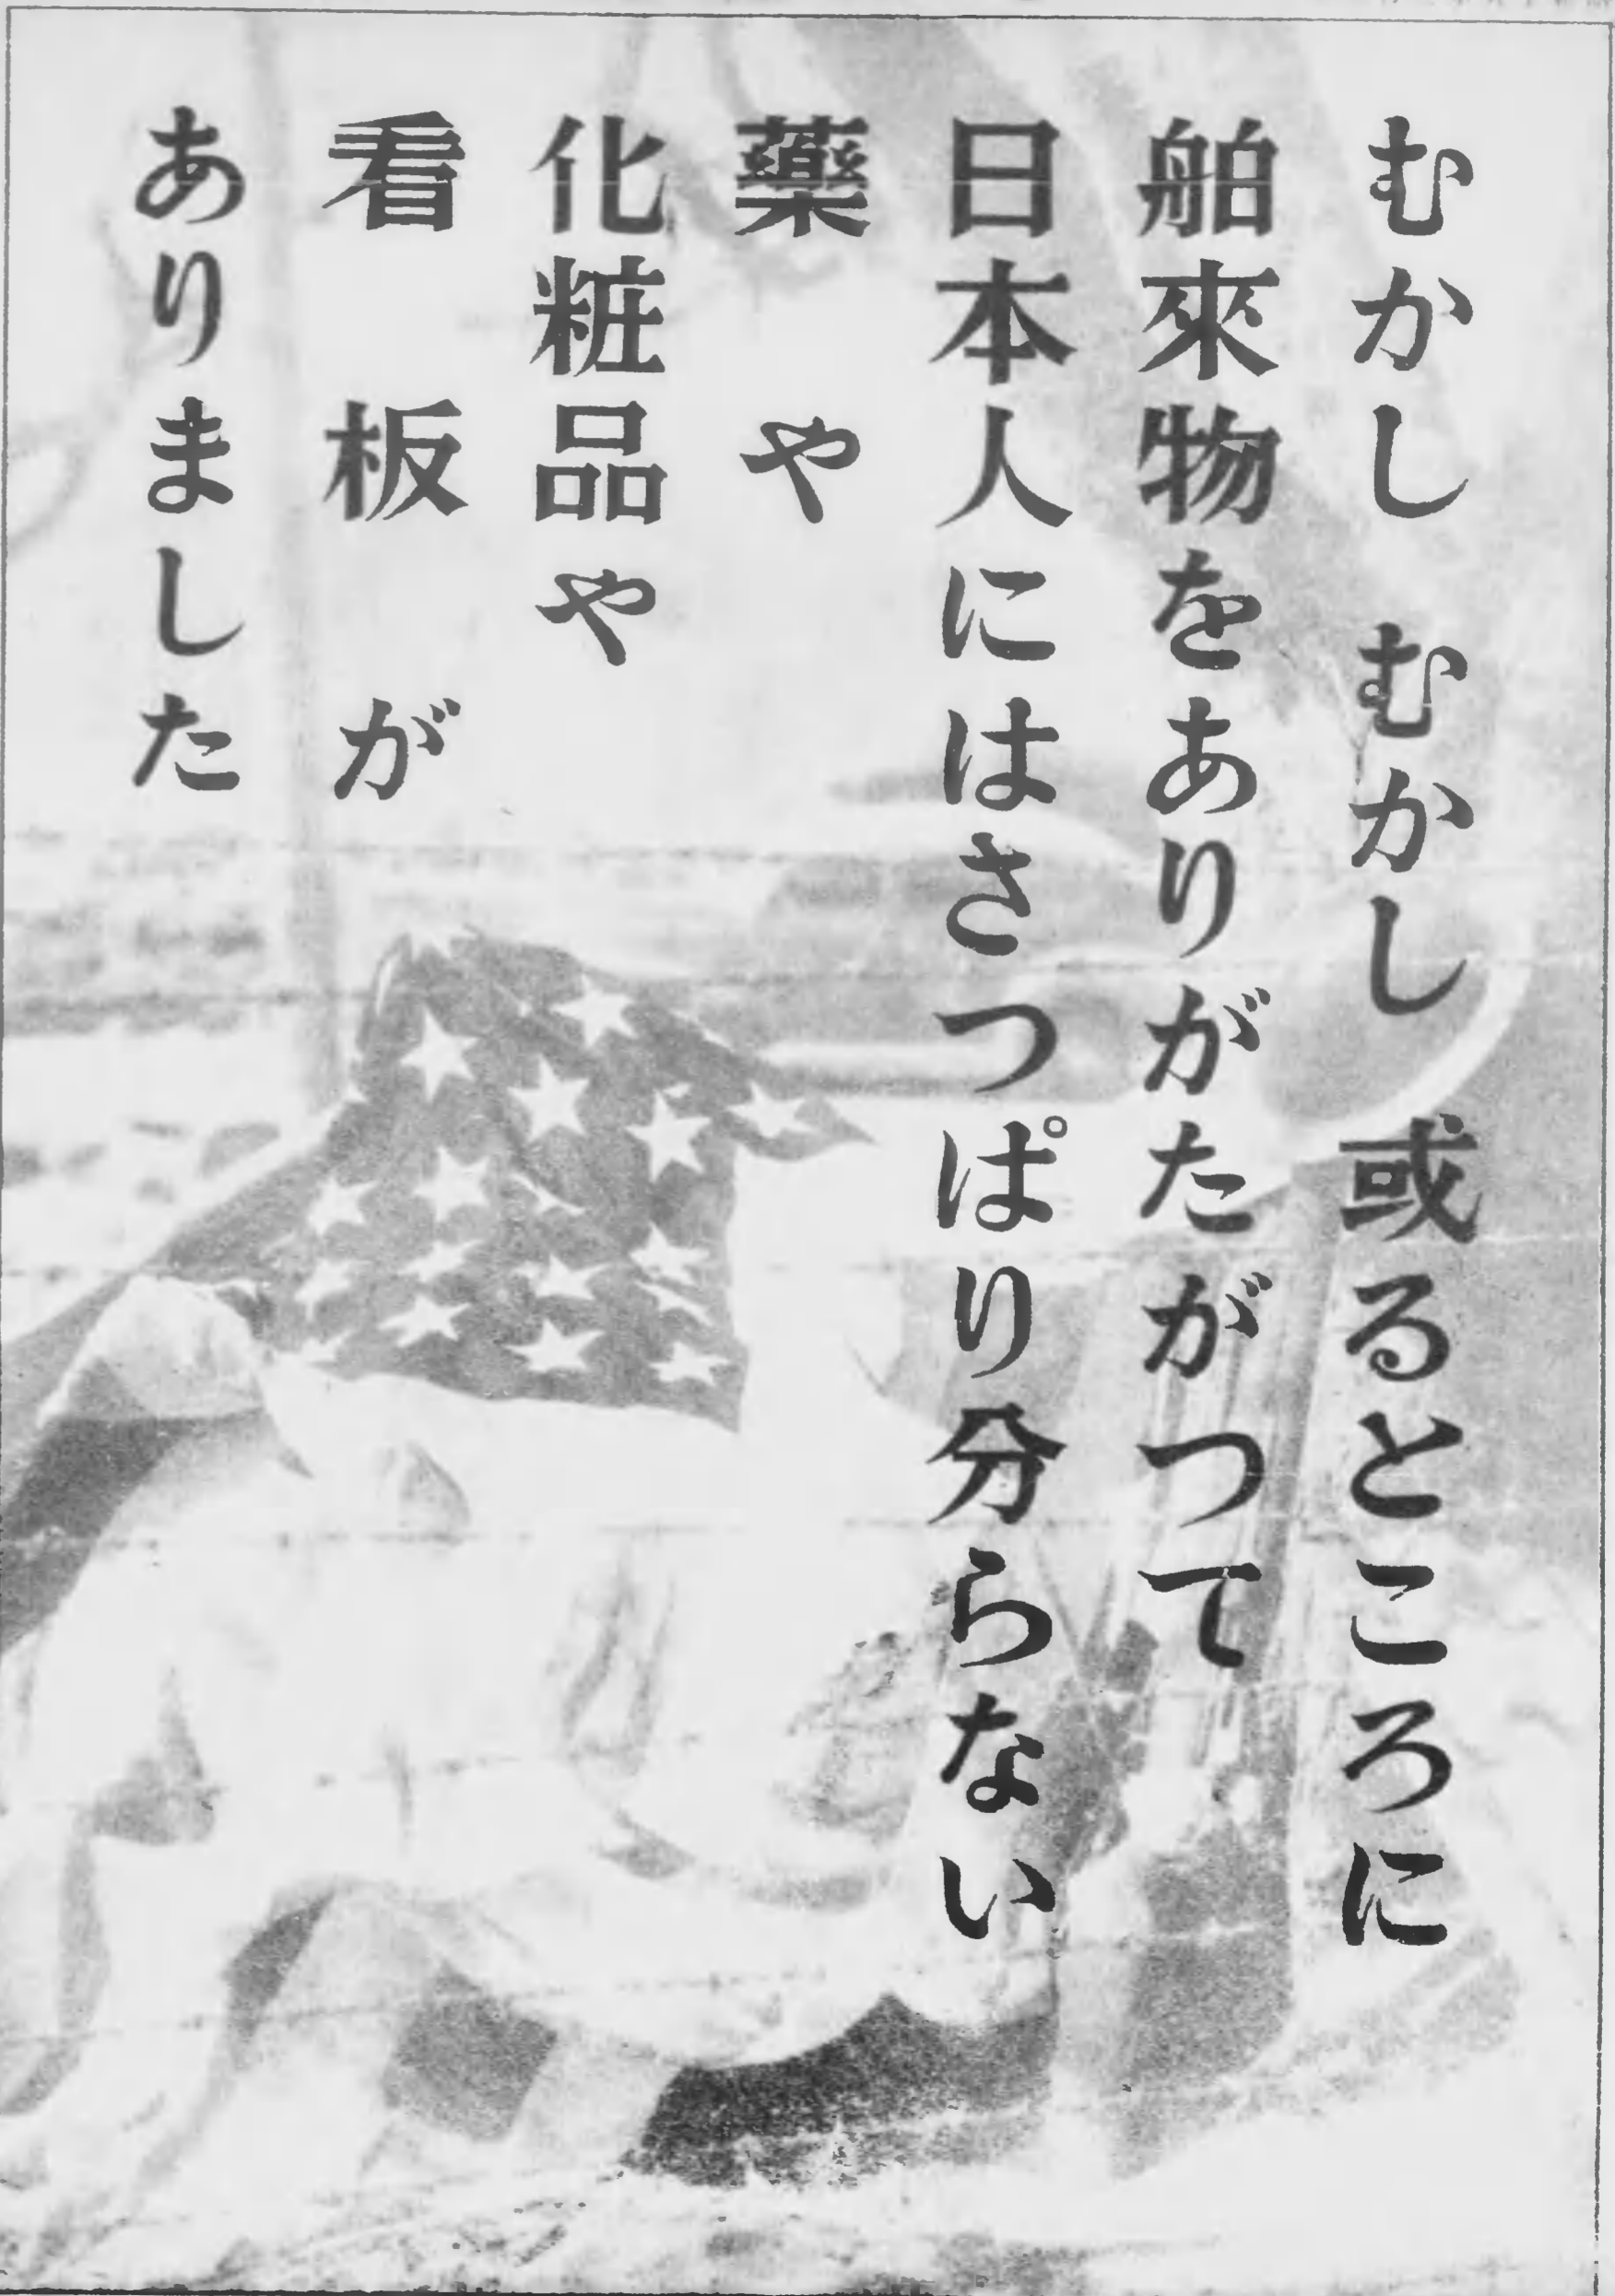 むかし　むかし　或るところに
舶來物をありがたがつて
日本人にはさつぱり分らない
藥や
化粧品や
看板が
ありました